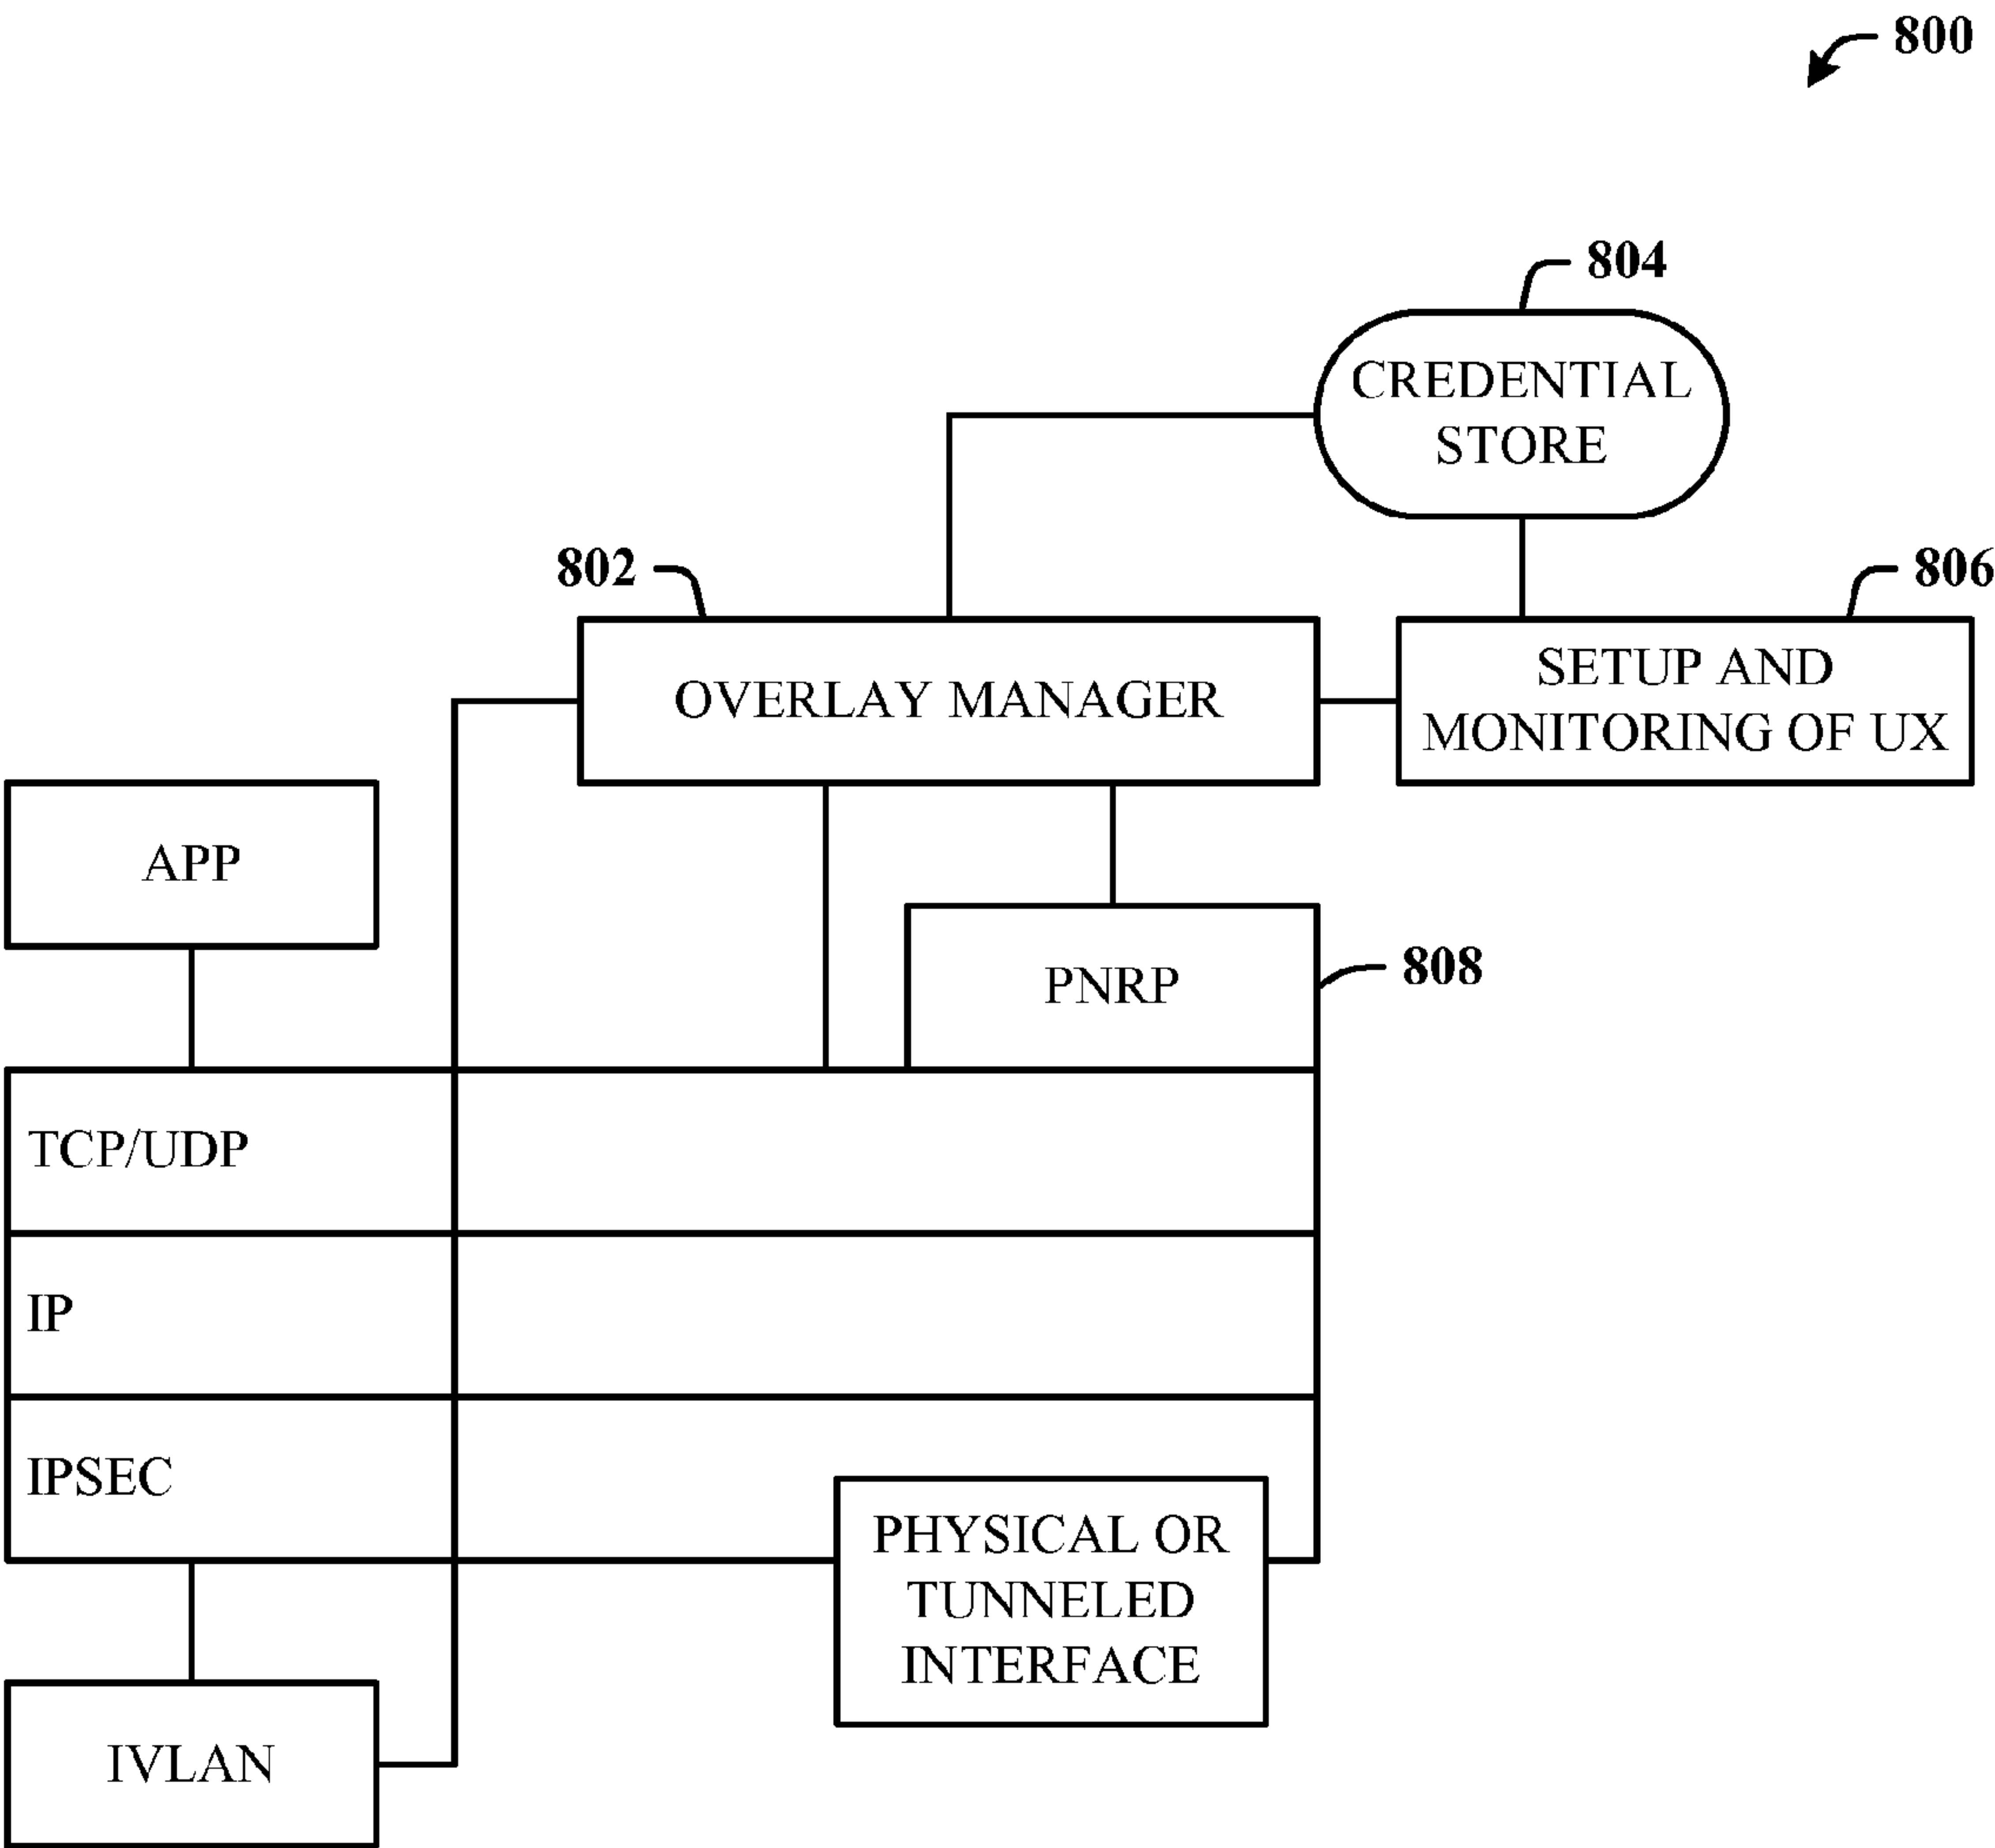 800
804
CREDENTIAL
STORE
802
806
OVERLAY MANAGER
SETUP AND
MONITORING OF UX
APP
PNRP
808
TCP/UDP
IP
IPSEC
PHYSICAL OR
TUNNELED
INTERFACE
IVLAN